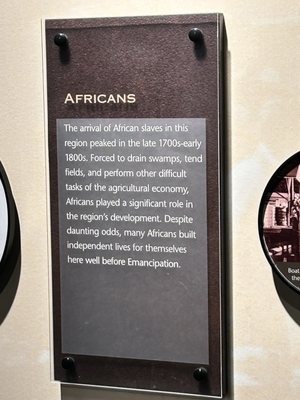 AFRICANS
The arrival of African slaves in this
region peaked in the late 1700s-early
1800s. Forced to drain swamps, tend
fields, and perform other difficult
tasks of the agricultural economy,
Africans played a significant role in
the region's development. Despite
daunting odds, many Africans built
independent lives for themselves
here well before Emancipation.
Boat
the